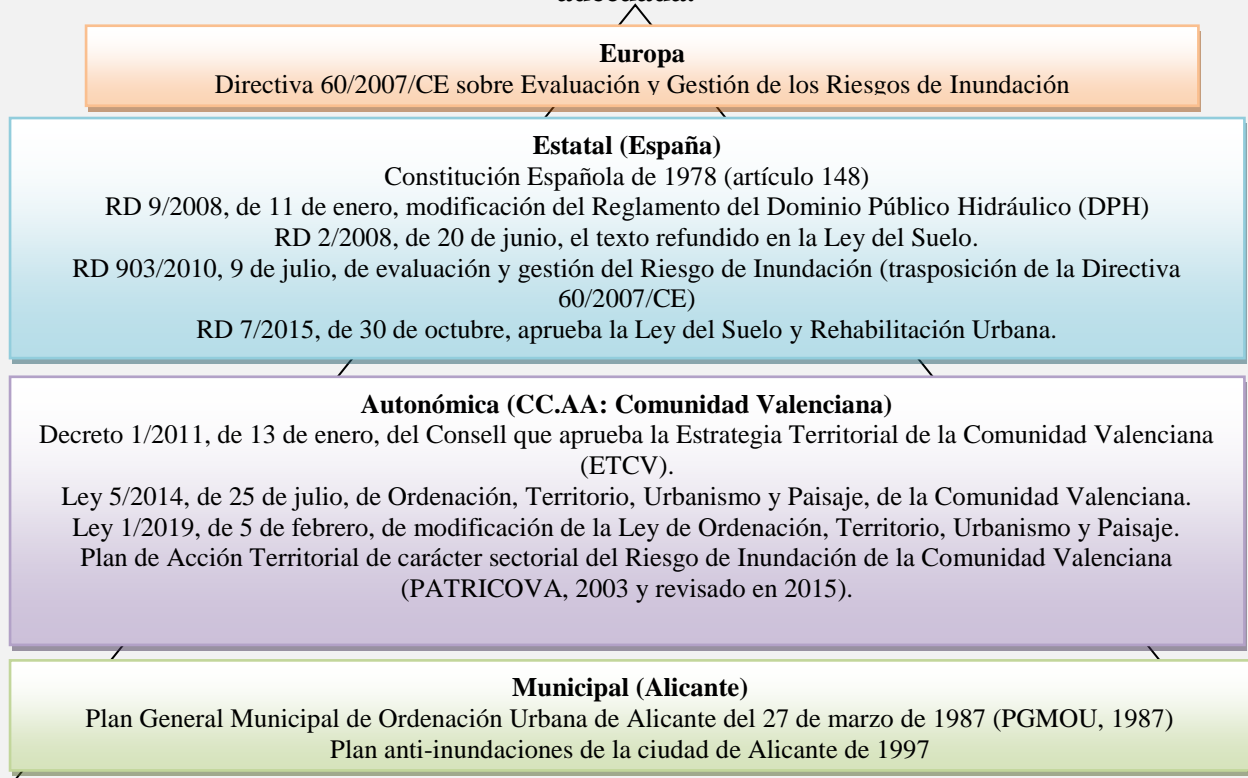 Europa
Directiva 60/2007/CE sobre Evaluación y Gestión de los Riesgos de Inundación
Estatal (España)
Constitución Española de 1978 (artículo 148)
RD 9/2008, de 11 de enero, modificación del Reglamento del Dominio Público Hidráulico (DPH)
RD 2/2008, de 20 de junio, el texto refundido en la Ley del Suelo.
RD 903/2010, 9 de julio, de evaluación y gestión del Riesgo de Inundación (trasposición de la Directiva
60/2007/CE)
RD 7/2015, de 30 de octubre, aprueba la Ley del Suelo y Rehabilitación Urbana.
Autonómica (CC.AA: Comunidad Valenciana)
Decreto 1/2011, de 13 de enero, del Consell que aprueba la Estrategia Territorial de la Comunidad Valenciana
(ETCV).
Ley 5/2014, de 25 de julio, de Ordenación, Territorio, Urbanismo y Paisaje, de la Comunidad Valenciana.
Ley 1/2019, de 5 de febrero, de modificación de la Ley de Ordenación, Territorio, Urbanismo y Paisaje.
Plan de Acción Territorial de carácter sectorial del Riesgo de Inundación de la Comunidad Valenciana
(PATRICOVA, 2003 y revisado en 2015).
Municipal (Alicante)
Plan General Municipal de Ordenación Urbana de Alicante del 27 de marzo de 1987 (PGMOU, 1987)
Plan anti-inundaciones de la ciudad de Alicante de 1997